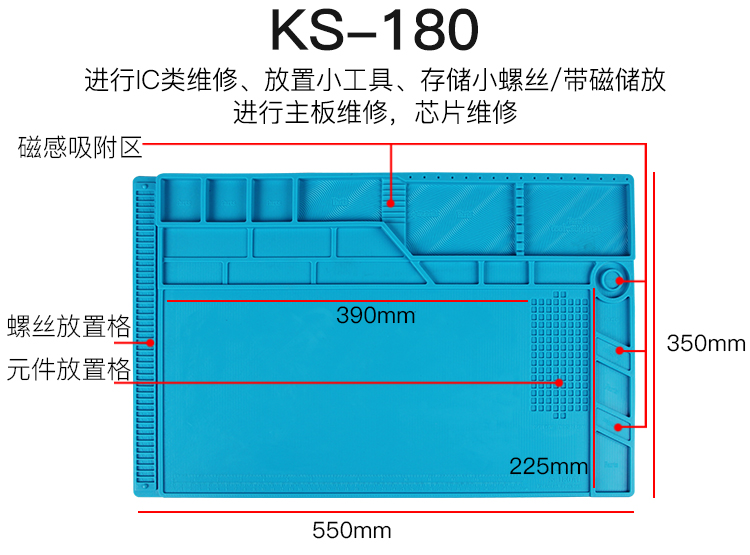 KS-180
进行IC类维修、放置小工具、存储小螺丝/带磁储放
进行主板维修，芯片维修
磁感吸附区
390mm
螺丝放置格
350mm
元件放置格
225mm
550mm